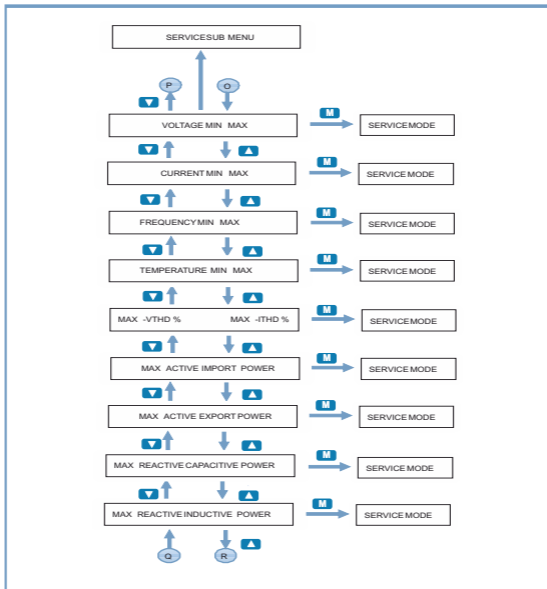 SERVICE SUB MENU
P O
VOLTAGE MIN MAX M SERVICE MODE
CURRENT MIN MAX M SERVICE MODE
FREQUENCY MIN MAX M SERVICE MODE
TEMPERATURE MIN MAX M SERVICE MODE
MAX -VTHD % MAX -ITHD % M SERVICE MODE
MAX ACTIVE IMPORT POWER M SERVICE MODE
MAX ACTIVE EXPORT POWER M SERVICE MODE
MAX REACTIVE CAPACITIVE POWER M SERVICE MODE
MAX REACTIVE INDUCTIVE POWER M SERVICE MODE
Q R